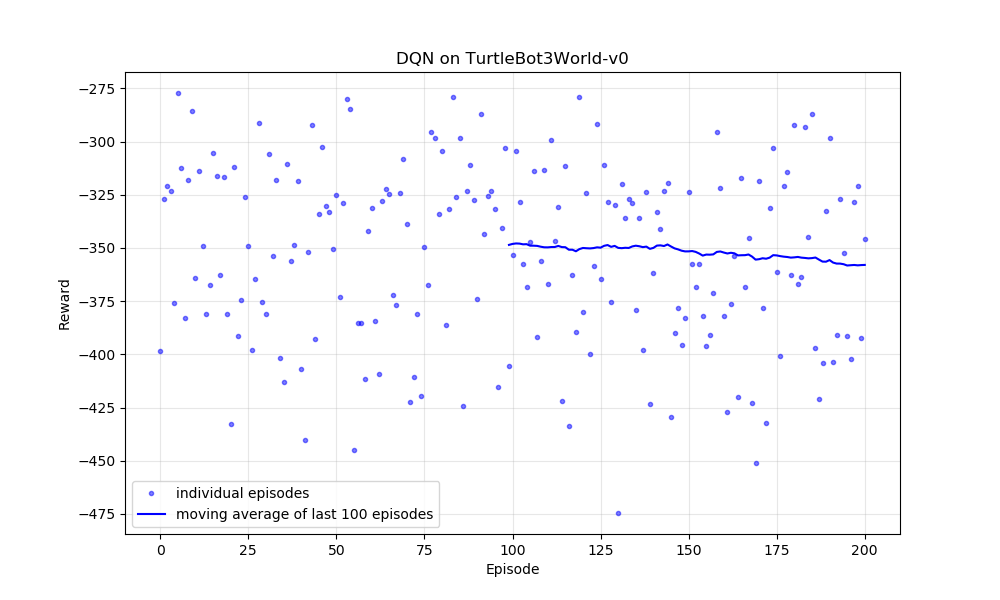 DQN on TurtleBot3World-v0
−275
−300
−325
−350
−375
−400
−425
−450
−475
Reward
individual episodes
moving average of last 100 episodes
0 25 50 75 100 125 150 175 200
Episode